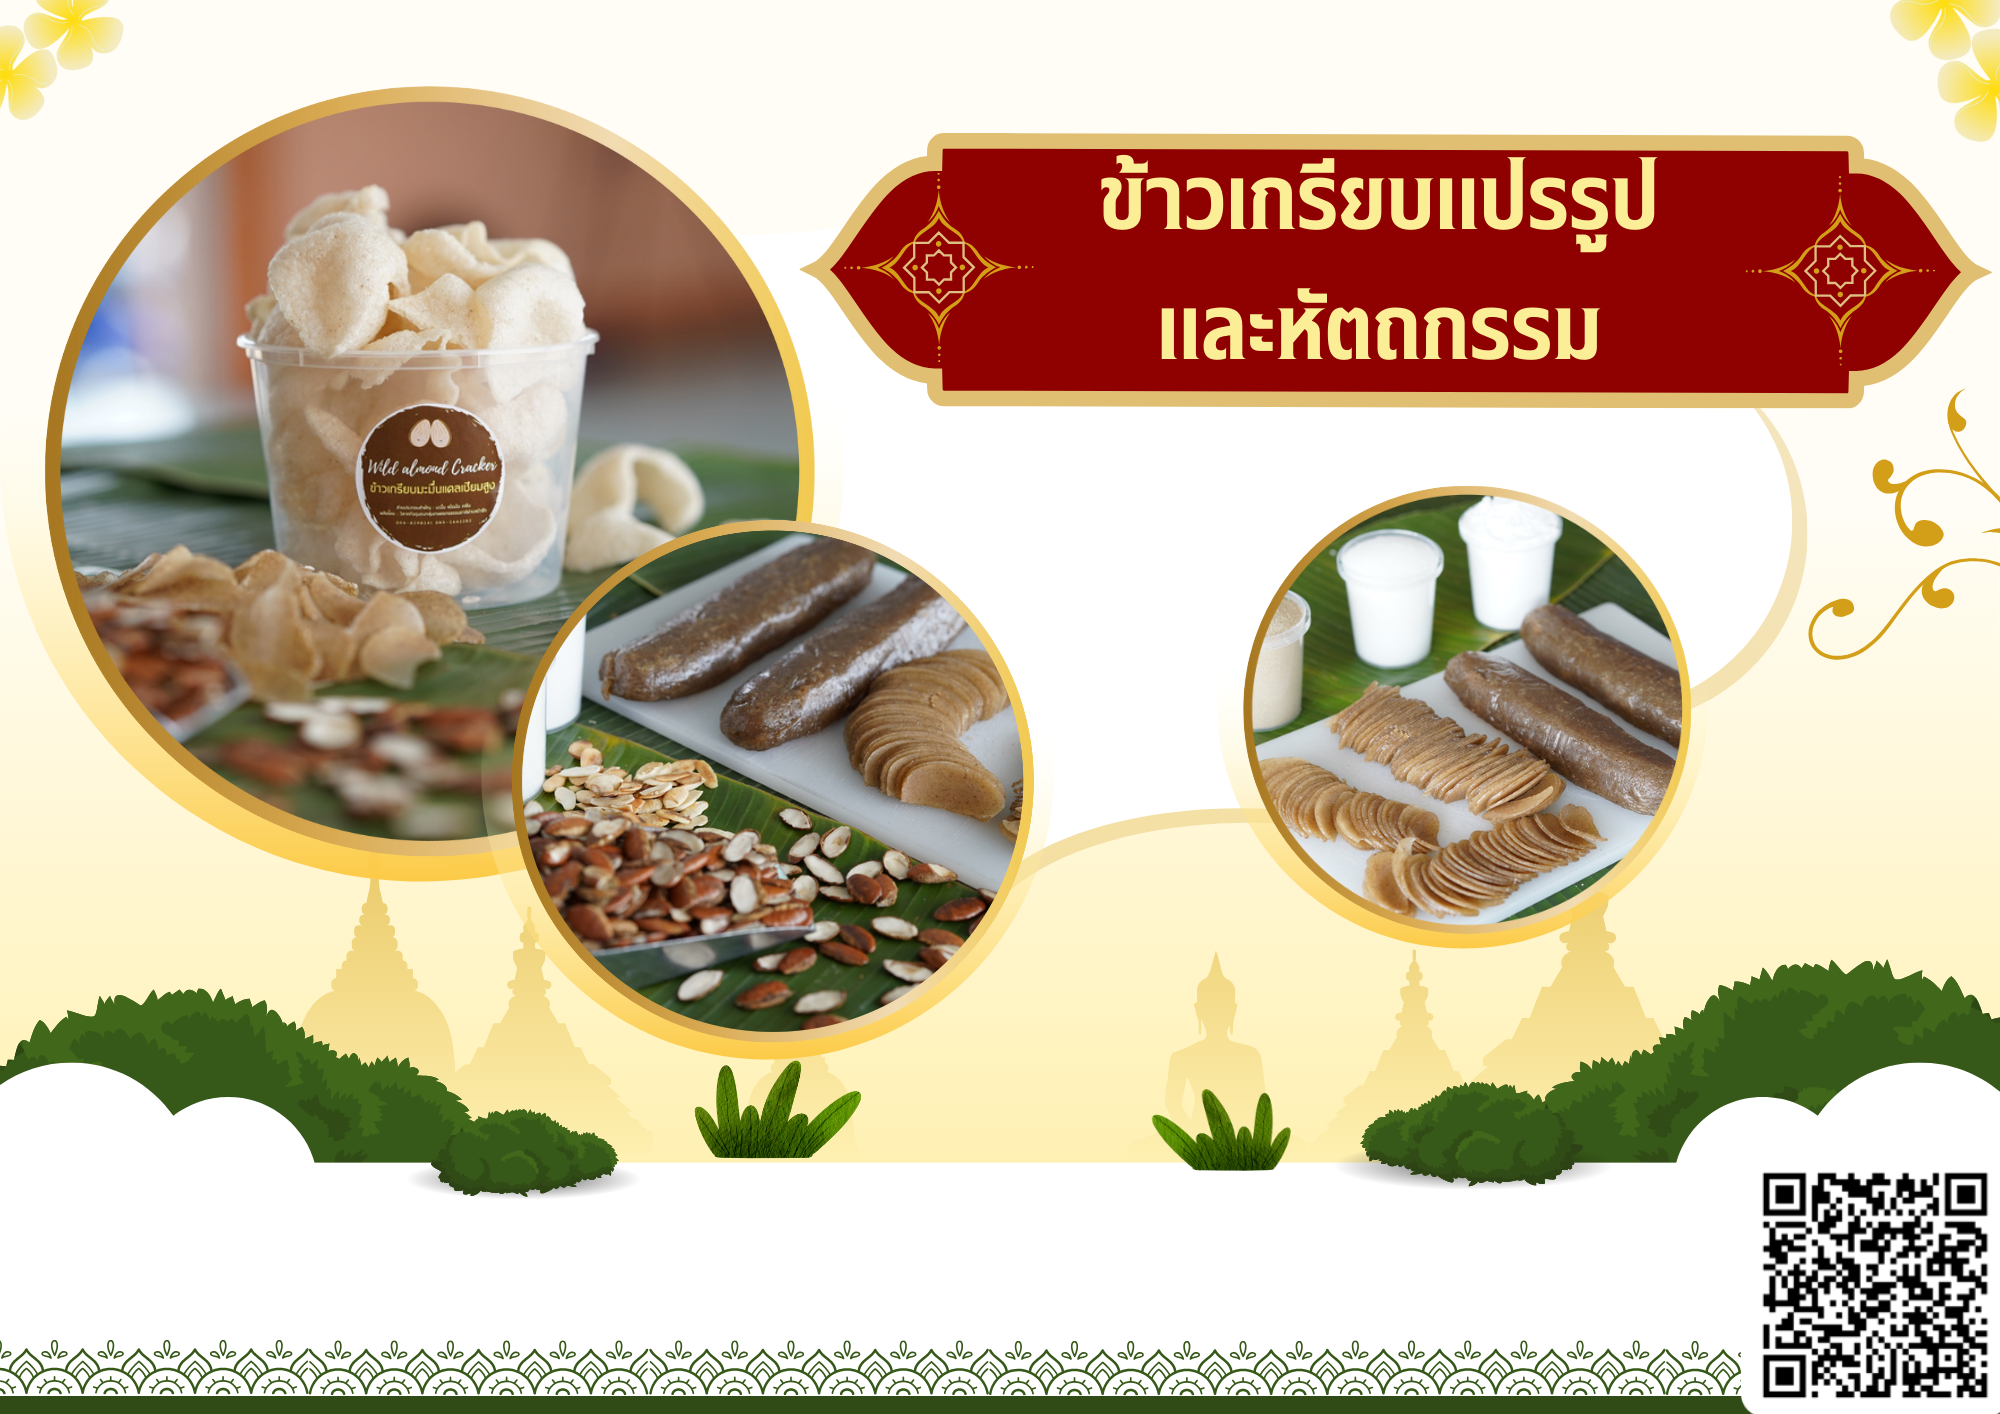 ข้าวเกรียบแปรรูป
และหัตถกรรม
Wild almond Cracker
ข้าวเกรียบมะมื่นแคลเซียมสูง